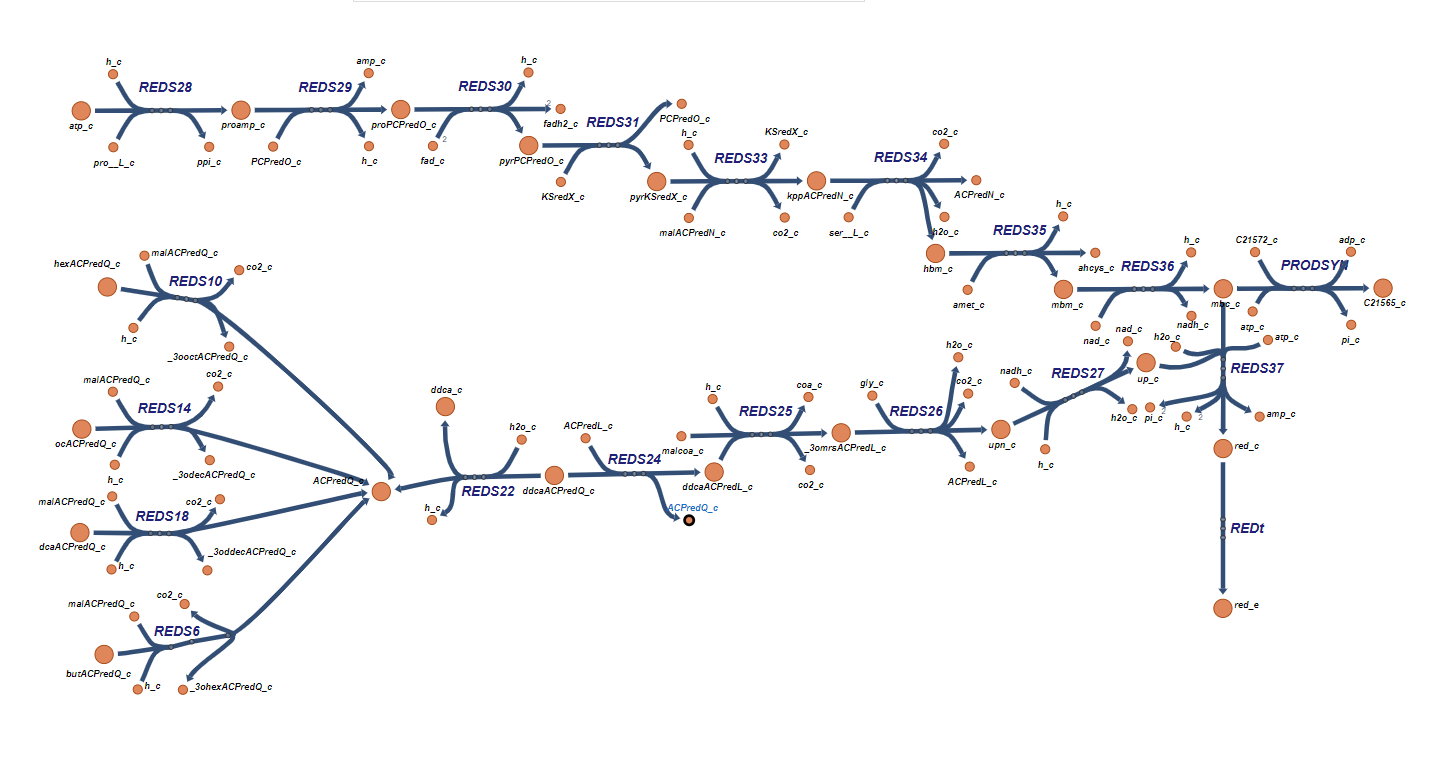 h_c
REDS28
atp_c
pro__L_c
ppi_c
proamp_c
REDS29
amp_c
PCPredO_c
h_c
proPCPredO_c
REDS30
h_c
2
fadh2_c
fad_c
2
pyrPCPredO_c
REDS31
PCPredO_c
KSredX_c
pyrKSredX_c
h_c
REDS33
KSredX_c
malACPredN_c
co2_c
kppACPredN_c
REDS34
co2_c
ACPredN_c
ser__L_c
h2o_c
hbm_c
REDS35
h_c
ahcys_c
amet_c
mbm_c
REDS36
h_c
nad_c
nadh_c
mbc_c
C21572_c
PRODSYN
adp_c
C21565_c
atp_c
pi_c
hexACPredQ_c
malACPredQ_c
REDS10
co2_c
h_c
_3ooctACPredQ_c
malACPredQ_c
REDS14
co2_c
ocACPredQ_c
h_c
_3odecACPredQ_c
malACPredQ_c
REDS18
co2_c
dcaACPredQ_c
h_c
_3oddecACPredQ_c
malACPredQ_c
REDS6
co2_c
butACPredQ_c
h_c
_3ohexACPredQ_c
ACPredQ_c
ddca_c
h2o_c
REDS22
h_c
ddcaACPredQ_c
ACPredL_c
REDS24
ACPredQ_c
ddcaACPredL_c
malcoa_c
h_c
REDS25
coa_c
_3omrsACPredL_c
co2_c
gly_c
REDS26
h2o_c
co2_c
ACPredL_c
upn_c
nadh_c
REDS27
nad_c
h_c
h2o_c
up_c
h2o_c
atp_c
REDS37
pi_c
2
h_c
2
amp_c
red_c
REDt
red_e